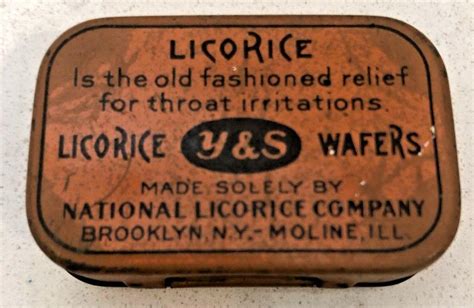 LICORICE
Is the old fashioned relief
for throat irritations.
LICORICE Y&S WAFERS
MADE SOLELY BY
NATIONAL LICORICE COMPANY
BROOKLYN, N.Y.-MOLINE, ILL.